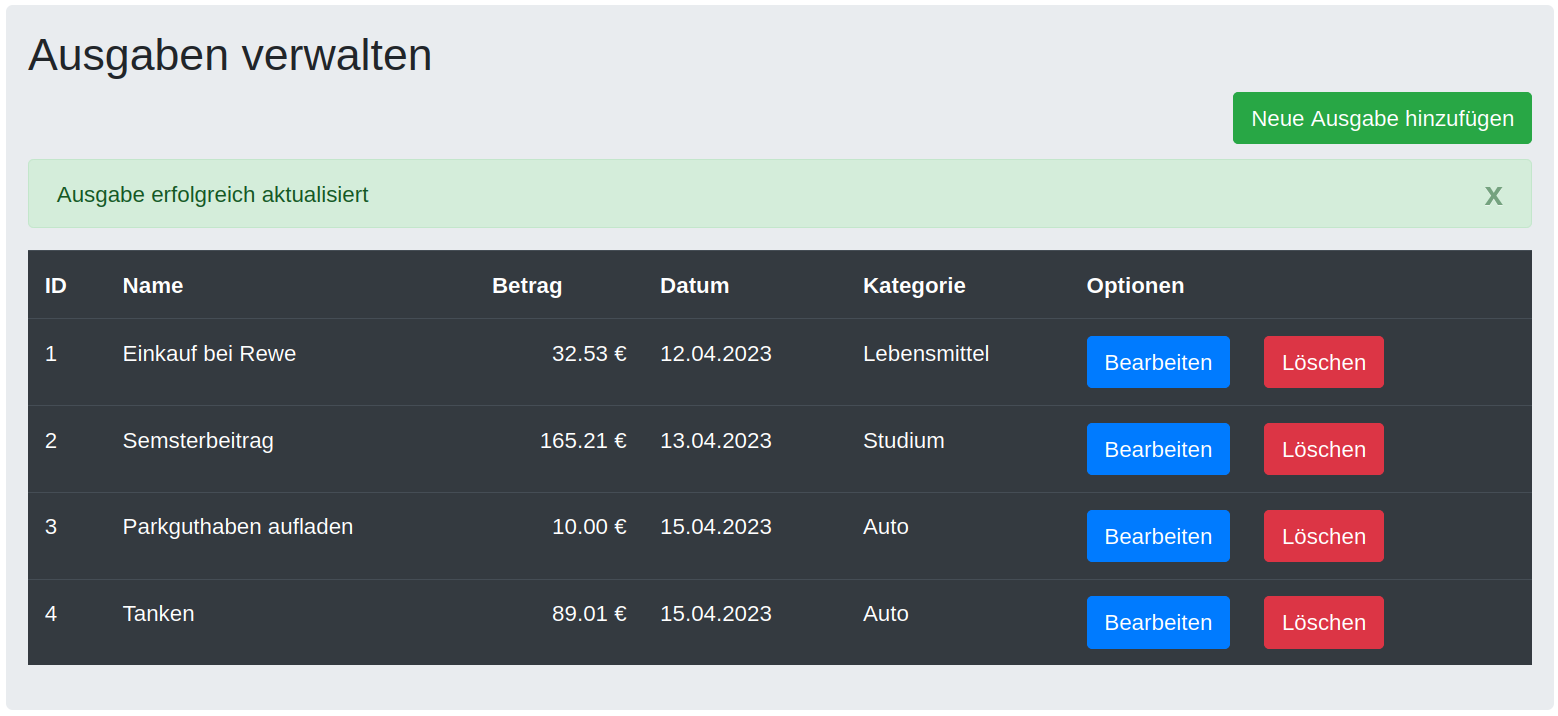 Ausgaben verwalten
Neue Ausgabe hinzufügen
Ausgabe erfolgreich aktualisiert x
ID Name Betrag Datum Kategorie Optionen
1 Einkauf bei Rewe 32.53 € 12.04.2023 Lebensmittel Bearbeiten Löschen
2 Semsterbeitrag 165.21 € 13.04.2023 Studium Bearbeiten Löschen
3 Parkguthaben aufladen 10.00 € 15.04.2023 Auto Bearbeiten Löschen
4 Tanken 89.01 € 15.04.2023 Auto Bearbeiten Löschen